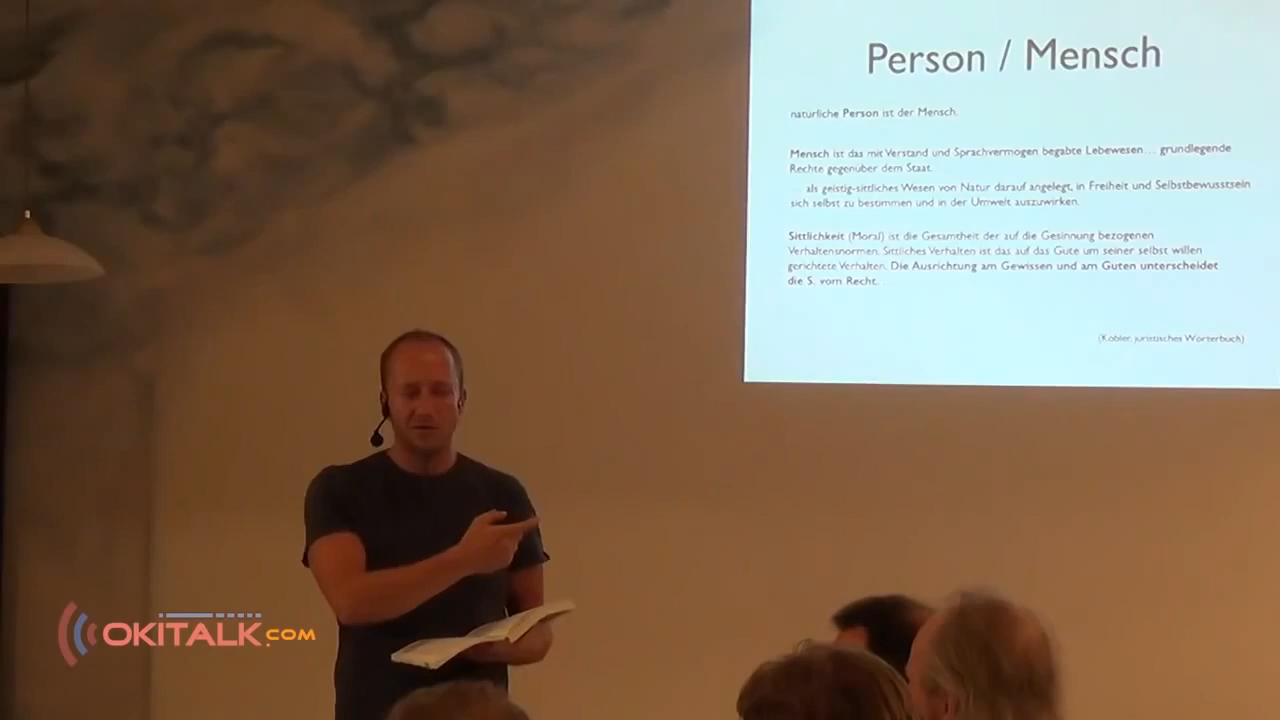 Person / Mensch
natürliche Person ist der Mensch.
Mensch ist das mit Verstand und Sprachvermögen begabte Lebewesen… grundlegende
Rechte gegenüber dem Staat.
… als geistig-sittliches Wesen von Natur darauf angelegt, in Freiheit und Selbstbewusstsein
sich selbst zu bestimmen und in der Umwelt auszuwirken.
Sittlichkeit (Moral) ist die Gesamtheit der auf die Gesinnung bezogenen
Verhaltensnormen. Sittliches Verhalten ist das auf das Gute um seiner selbst willen
gerichtete Verhalten. Die Ausrichtung am Gewissen und am Guten unterscheidet
die S. vom Recht.
(Köbler, juristisches Wörterbuch)
OKITALK.COM